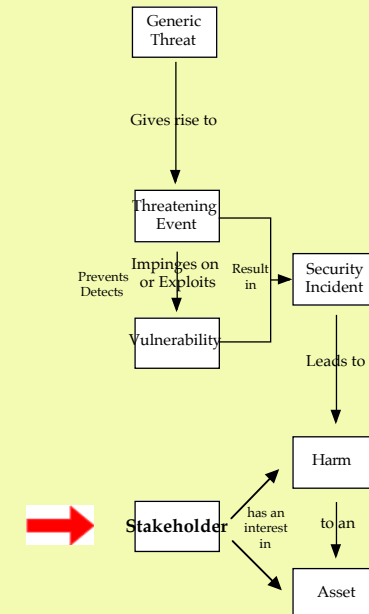 Generic
Threat
Gives rise to
Threatening
Event
Prevents
Detects
Impinges on
or Exploits
Result
in
Security
Incident
Vulnerability
Leads to
Harm
Stakeholder
has an
interest
in
to an
Asset